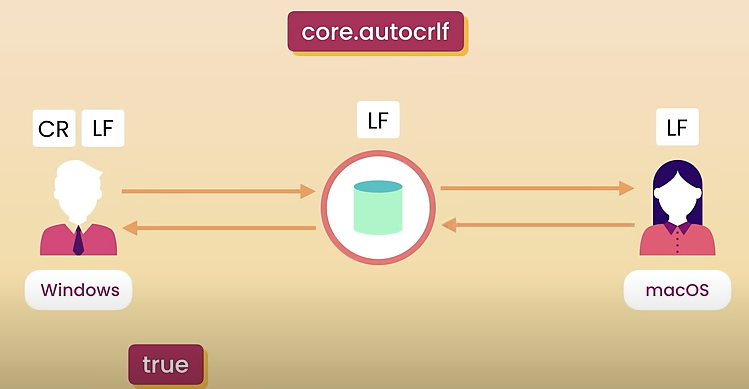 core.autocrlf
CR LF
LF
LF
Windows
macOS
true